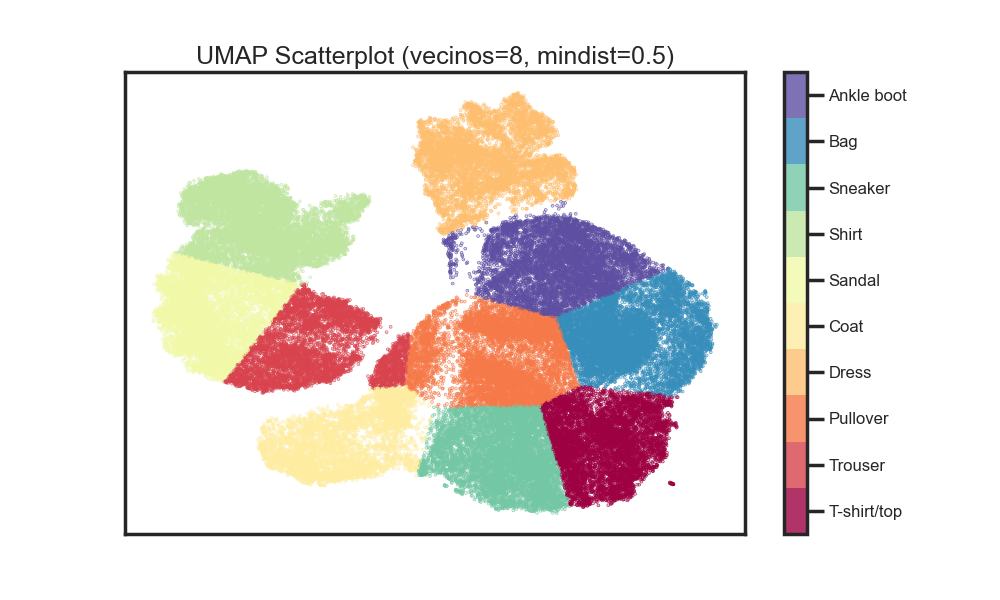 UMAP Scatterplot (vecinos=8, mindist=0.5)
Ankle boot
Bag
Sneaker
Shirt
Sandal
Coat
Dress
Pullover
Trouser
T-shirt/top